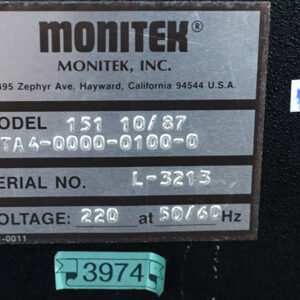 MONITEK®
MONITEK, INC.
495 Zephyr Ave. Hayward, California 94544 U.S.A.
ODEL 151 10/87
TA4-0000-0100-0
ERIAL NO. L-3213
OLTAGE: 220 at 50/60 Hz
-0011
3974